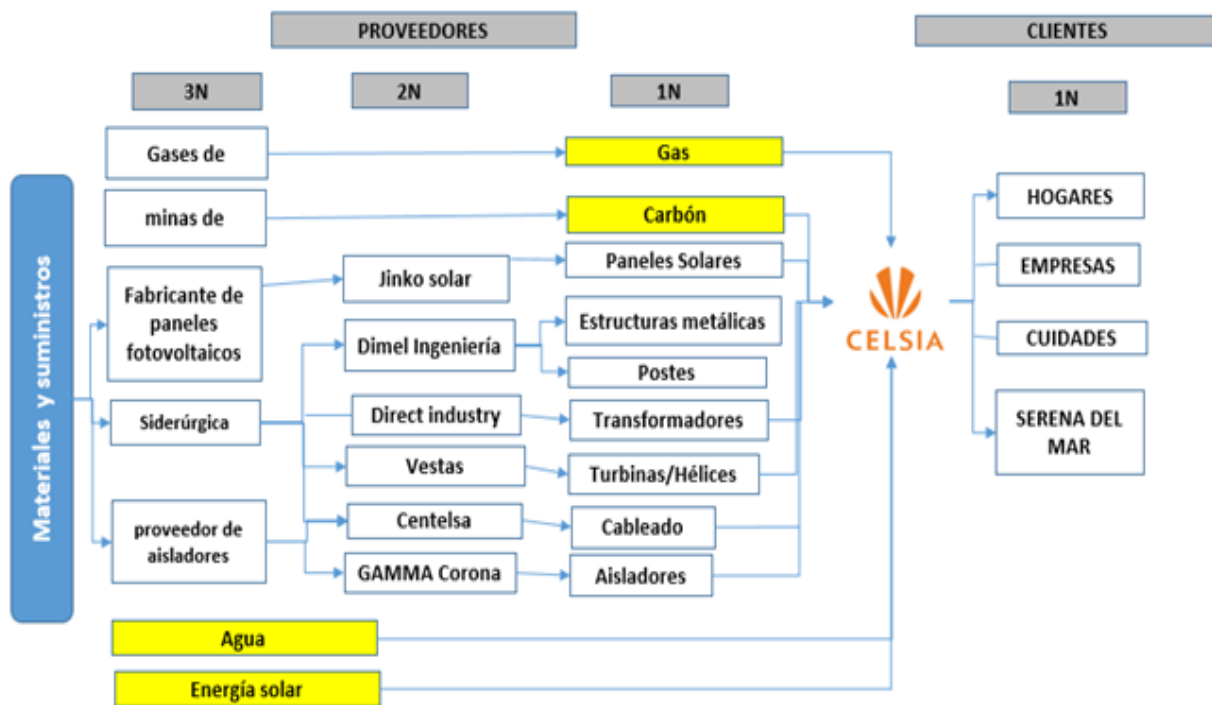 PROVEEDORES
CLIENTES
3N
2N
1N
1N
Gases de
Gas
minas de
Carbón
HOGARES
Materiales y suministros
Fabricante de
paneles
fotovoltaicos
Jinko solar
Paneles Solares
EMPRESAS
Dimel Ingeniería
Estructuras metálicas
CELSIA
CUIDADES
Postes
Siderúrgica
Direct industry
Transformadores
SERENA DEL
MAR
Vestas
Turbinas/Hélices
proveedor de
aisladores
Centelsa
Cableado
GAMMA Corona
Aisladores
Agua
Energía solar